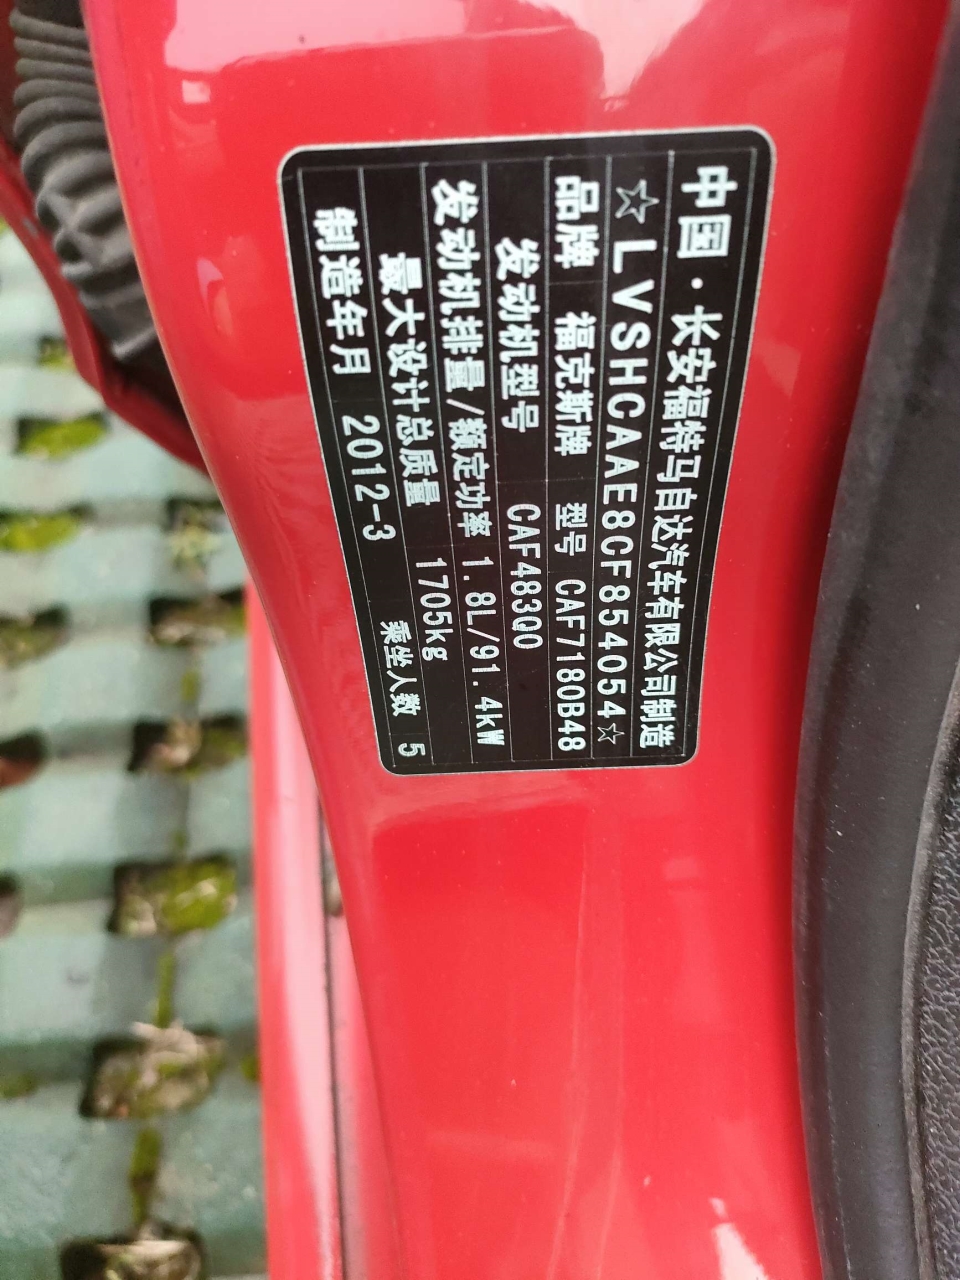 中国·长安福特马自达汽车有限公司制造
☆LVSHCAAE8CF854054☆
品牌 福克斯牌 型号 CAF7180B48
发动机型号 CAF483Q0
发动机排量/额定功率 1.8L/91.4kW
最大设计总质量 1705kg
制造年月 2012-3 乘坐人数 5